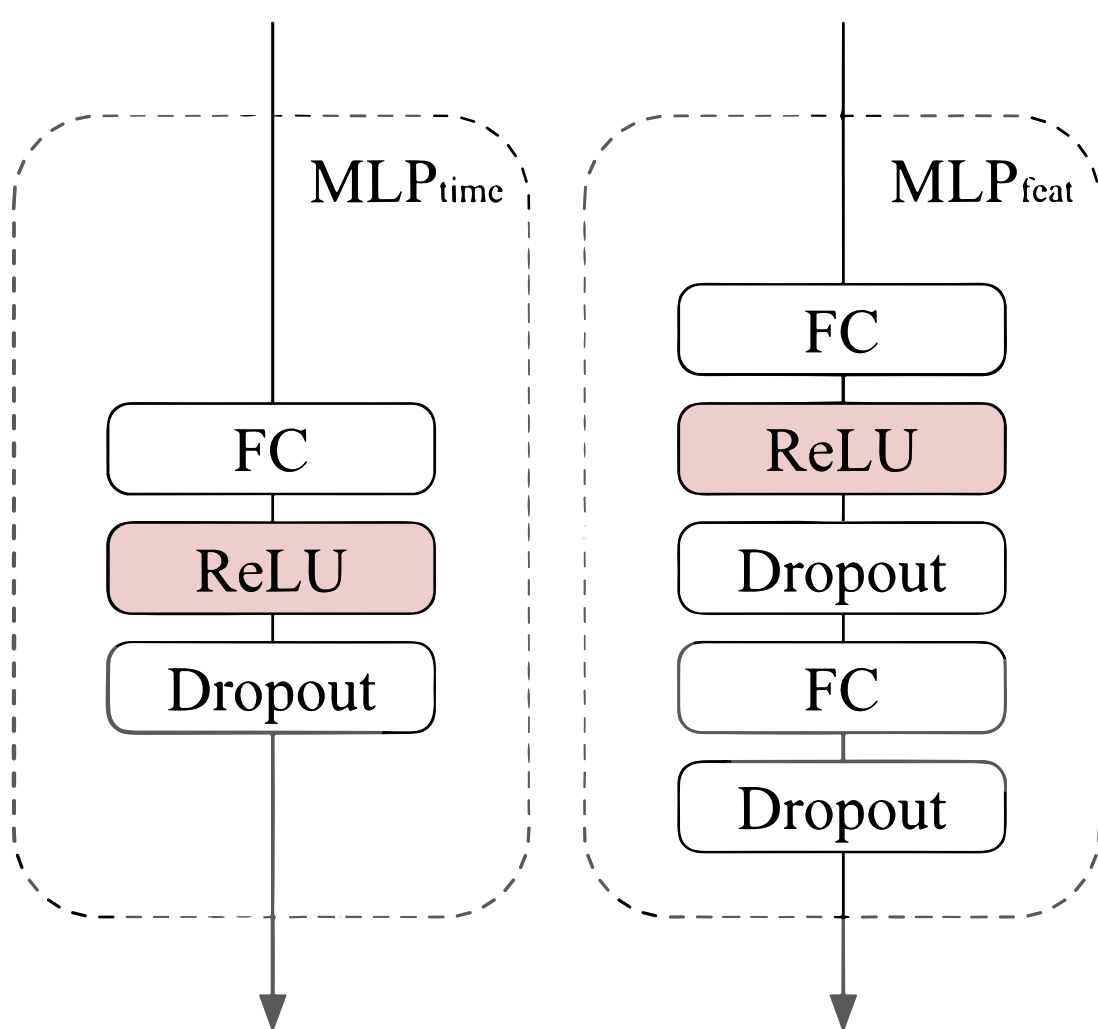 MLPtime
FC
ReLU
Dropout
MLPfeat
FC
ReLU
Dropout
FC
Dropout